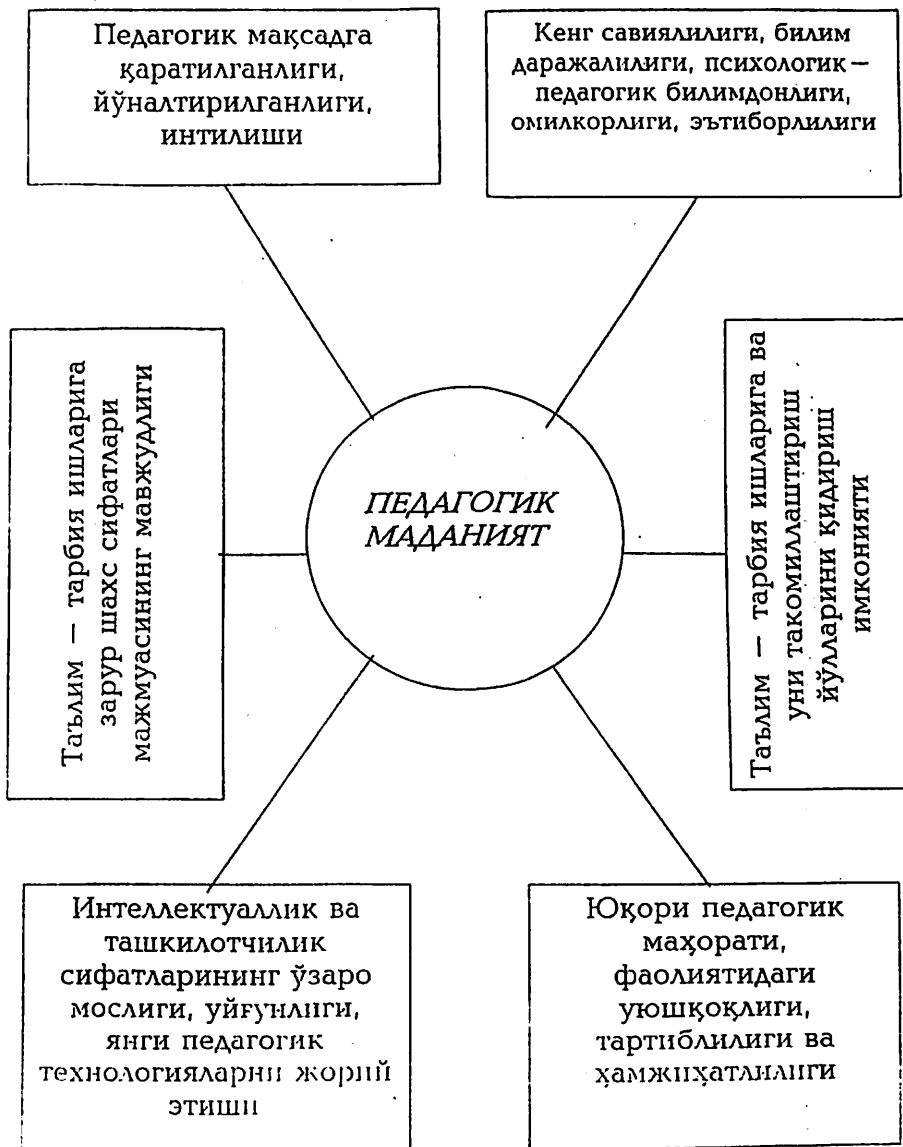 Педагогик мақсадга
қаратилганлиги,
йўналтирилганлиги,
интилиши
Кенг савиялилиги, билим
даражалилиги, психологик—
педагогик билимдонлиги,
омилкорлиги, эътиборлилиги
Таълим — тарбия ишларига
зарур шахс сифатлари
мажмуасининг мавжудлиги
ПЕДАГОГИК
МАДАНИЯТ
Таълим — тарбия ишларига ва
уни такомиллаштириш
йўлларини қидириш
имконияти
Интеллектуаллик ва
ташкилотчилик
сифатларининг ўзаро
мослиги, уйғунлиги,
янги педагогик
технологияларни жорий
этиши
Юқори педагогик
маҳорати,
фаолиятидаги
уюшқоқлиги,
тартиблилиги ва
ҳамжиҳатлилиги